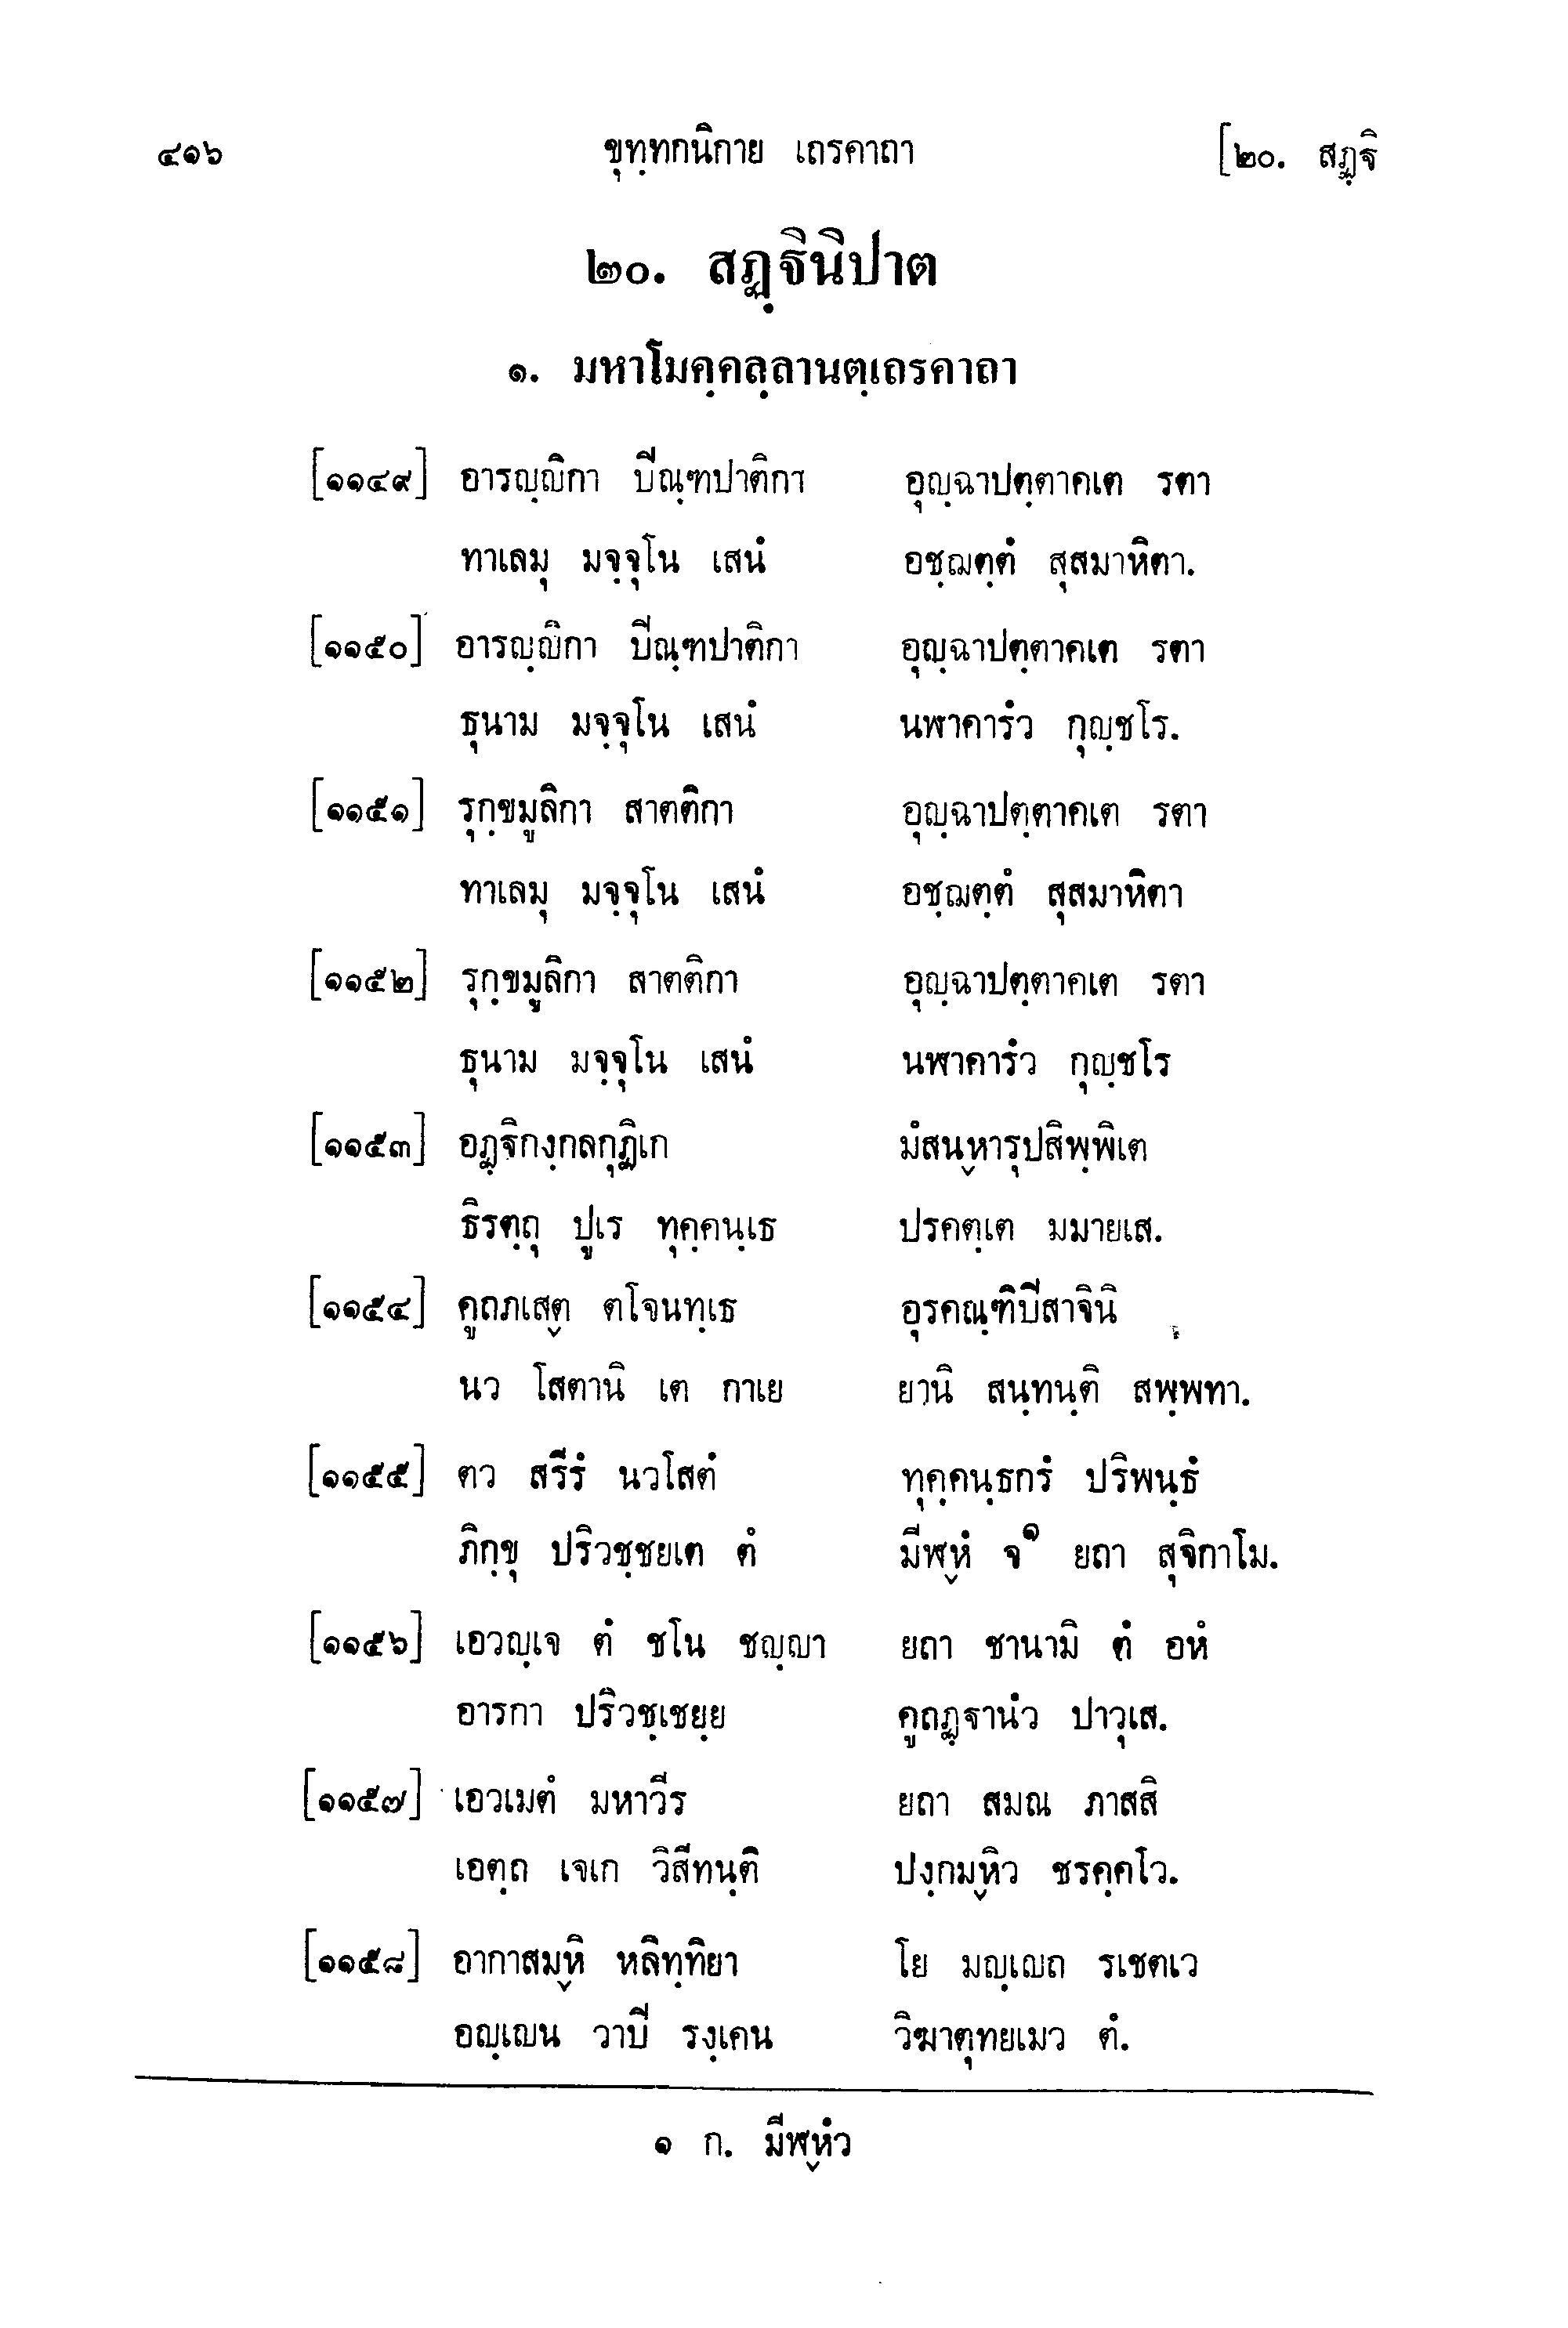 ๔๑๖ ขุทฺทกนิกาย เถรคาถา [๒๐. สฏฺฐิ
๒๐. สฏฺฐินิปาต
๑. มหาโมคฺคลฺลานตฺเถรคาถา
[๑๑๔๙] อารญฺญิกา ปิณฺฑปาติกา อุญฺฉาปตฺตาคเต รตา
ทาเลมุ มจฺจุโน เสนํ อชฺฌตฺตํ สุสมาหิตา.
[๑๑๕๐] อารญฺญิกา ปิณฺฑปาติกา อุญฺฉาปตฺตาคเต รตา
ธุนาม มจฺจุโน เสนํ นฬาคารํว กุญฺชโร.
[๑๑๕๑] รุกฺขมูลิกา สาตติกา อุญฺฉาปตฺตาคเต รตา
ทาเลมุ มจฺจุโน เสนํ อชฺฌตฺตํ สุสมาหิตา
[๑๑๕๒] รุกฺขมูลิกา สาตติกา อุญฺฉาปตฺตาคเต รตา
ธุนาม มจฺจุโน เสนํ นฬาคารํว กุญฺชโร
[๑๑๕๓] อฏฺฐิกงฺกลกุฏิเก มํสนฺหารุปสิพฺพิเต
ธิรตฺถุ ปูเร ทุคฺคนฺเธ ปรคตฺเต มมายเส.
[๑๑๕๔] คูถภเสฺต ตโจนทฺเธ อุรคณฺฑิปิสาจินิ
นว โสตานิ เต กาเย ยานิ สนฺทนฺติ สพฺพทา.
[๑๑๕๕] ตว สรีรํ นวโสตํ ทุคฺคนฺธกรํ ปริพนฺธํ
ภิกฺขุ ปริวชฺชยเต ตํ มีฬฺหํ จ๑ ยถา สุจิกาโม.
[๑๑๕๖] เอวญฺเจ ตํ ชโน ชญฺญา ยถา ชานามิ ตํ อหํ
อารกา ปริวชฺเชยฺย คูถฏฺฐานํว ปาวุเส.
[๑๑๕๗] เอวเมตํ มหาวีร ยถา สมณ ภาสสิ
เอตฺถ เจเก วิสีทนฺติ ปงฺกมฺหิว ชรคฺคโว.
[๑๑๕๘] อากาสมฺหิ หลิทฺทิยา โย มญฺเญถ รเชตเว
อญฺเญน วาปิ รงฺเคน วิฆาตุทยเมว ตํ.
๑ ก. มีฬฺหํว